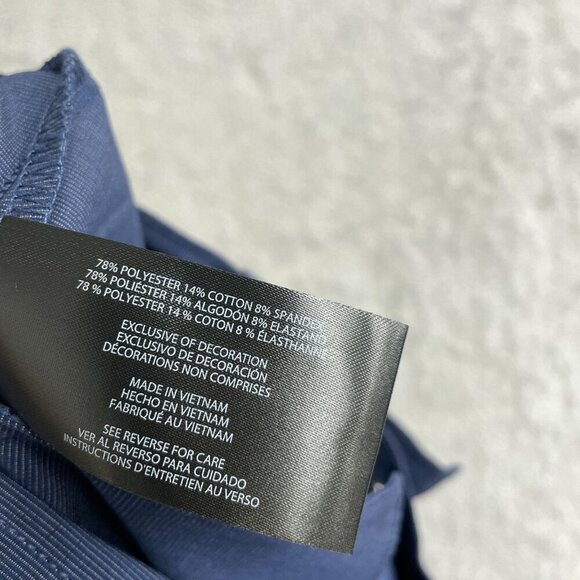 78% POLYESTER 14% COTTON 8% SPANDEX
78% POLIÉSTER 14% ALGODÓN 8% ELASTANO
78 % POLYESTER 14 % COTON 8 % ÉLASTHANNE
EXCLUSIVE OF DECORATION
EXCLUSIVO DE DECORACIÓN
DÉCORATIONS NON COMPRISES
MADE IN VIETNAM
HECHO EN VIETNAM
FABRIQUÉ AU VIETNAM
SEE REVERSE FOR CARE
VER AL REVERSO PARA CUIDADO
INSTRUCTIONS D'ENTRETIEN AU VERSO